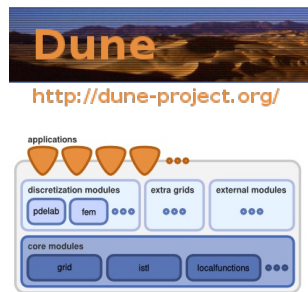 Dune
http://dune-project.org/
applications
discretization modules
extra grids
external modules
pdelab
fem
core modules
grid
istl
localfunctions